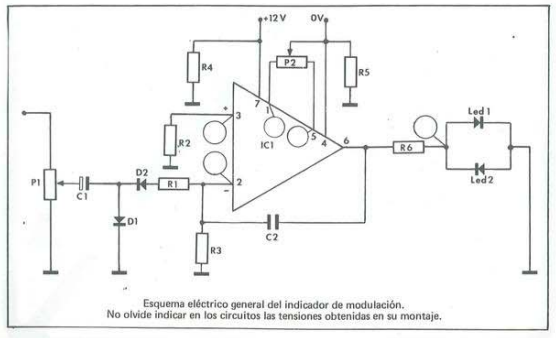 +12 V
0V
R4
P2
R5
7
1
5
4
+
3
IC1
6
Led 1
R2
R6
P1
C1
D2
R1
2
−
Led2
D1
R3
C2
Esquema eléctrico general del indicador de modulación.
No olvide indicar en los circuitos las tensiones obtenidas en su montaje.